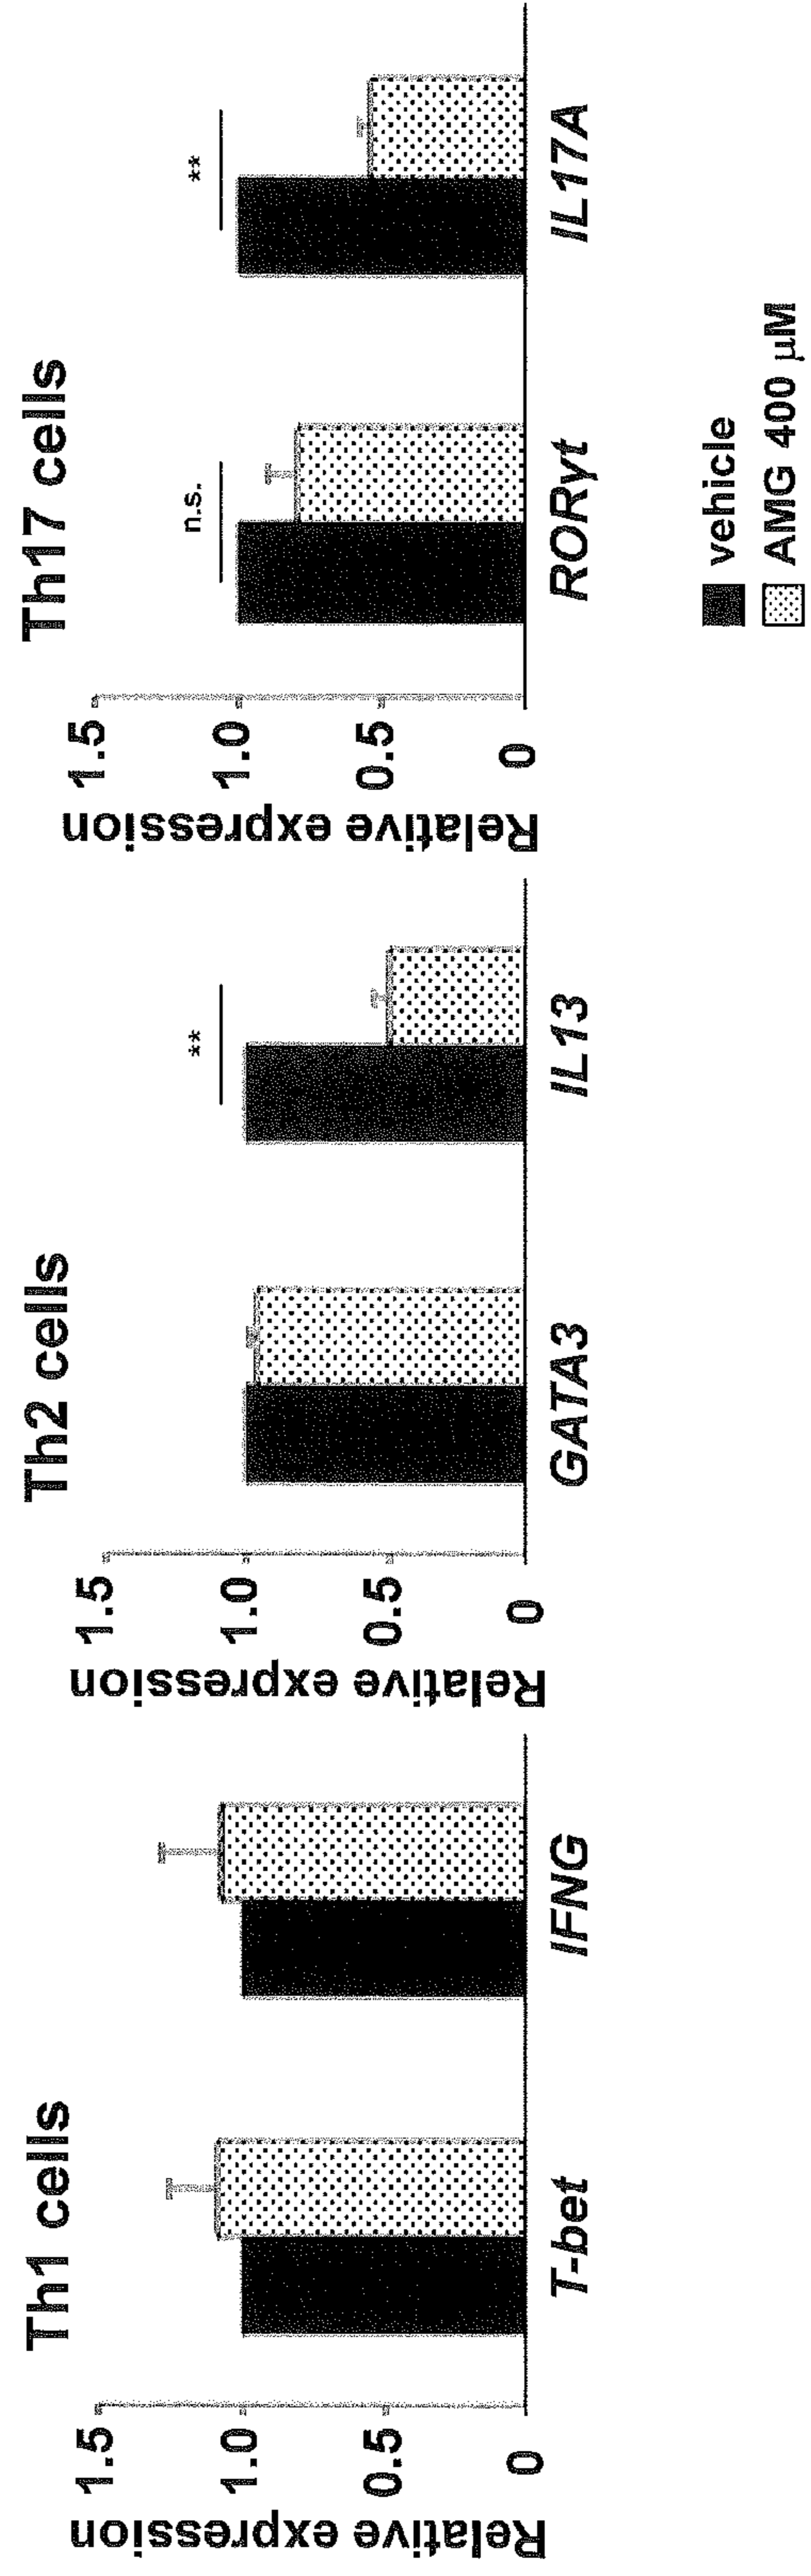 Th1 cells
Relative expression
1.5
1.0
0.5
0
T-bet
IFNG
Th2 cells
Relative expression
1.5
1.0
0.5
0
**
GATA3
IL13
Th17 cells
Relative expression
1.5
1.0
0.5
0
n.s.
**
RORγt
IL17A
vehicle
AMG 400 μM